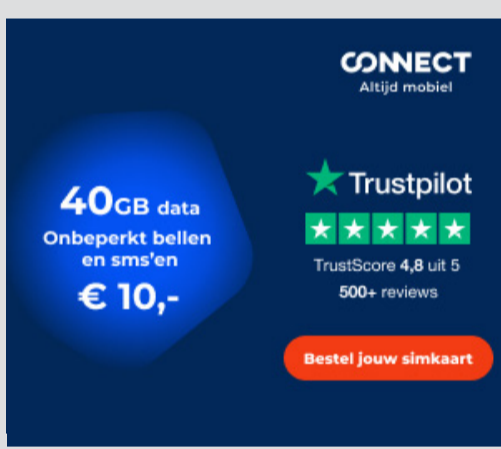 CONNECT
Altijd mobiel
40GB data
Onbeperkt bellen
en sms'en
€ 10,-
Trustpilot
TrustScore 4,8 uit 5
500+ reviews
Bestel jouw simkaart